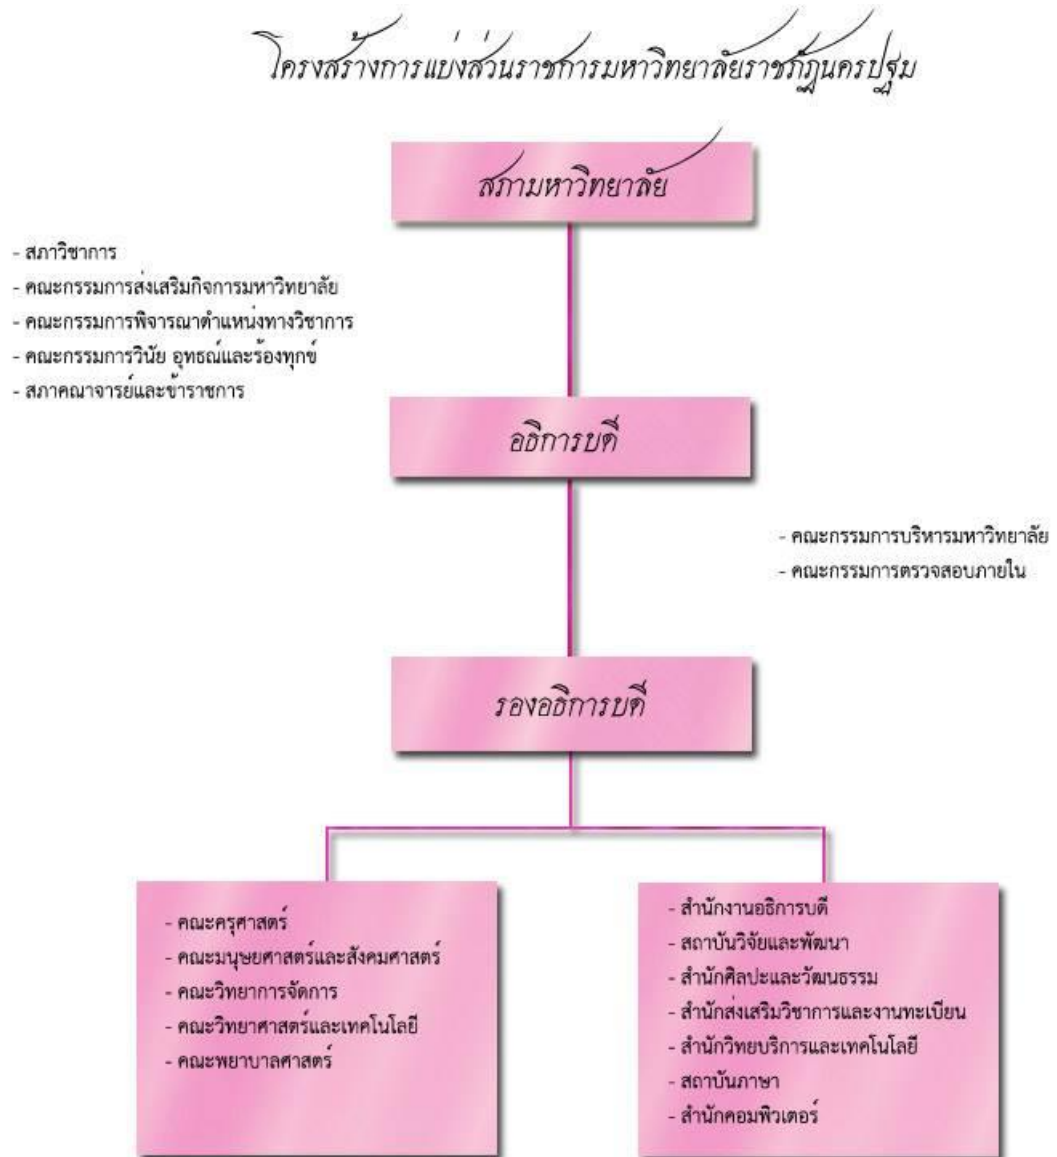 โครงสร้างการแบ่งส่วนราชการมหาวิทยาลัยราชภัฏนครปฐม
สภามหาวิทยาลัย
- สภาวิชาการ
- คณะกรรมการส่งเสริมกิจการมหาวิทยาลัย
- คณะกรรมการพิจารณาตำแหน่งทางวิชาการ
- คณะกรรมการวินัย อุทธณ์และร้องทุกข์
- สภาคณาจารย์และข้าราชการ
อธิการบดี
- คณะกรรมการบริหารมหาวิทยาลัย
- คณะกรรมการตรวจสอบภายใน
รองอธิการบดี
- คณะครุศาสตร์
- คณะมนุษยศาสตร์และสังคมศาสตร์
- คณะวิทยาการจัดการ
- คณะวิทยาศาสตร์และเทคโนโลยี
- คณะพยาบาลศาสตร์
- สำนักงานอธิการบดี
- สถาบันวิจัยและพัฒนา
- สำนักศิลปะและวัฒนธรรม
- สำนักส่งเสริมวิชาการและงานทะเบียน
- สำนักวิทยบริการและเทคโนโลยี
- สถาบันภาษา
- สำนักคอมพิวเตอร์